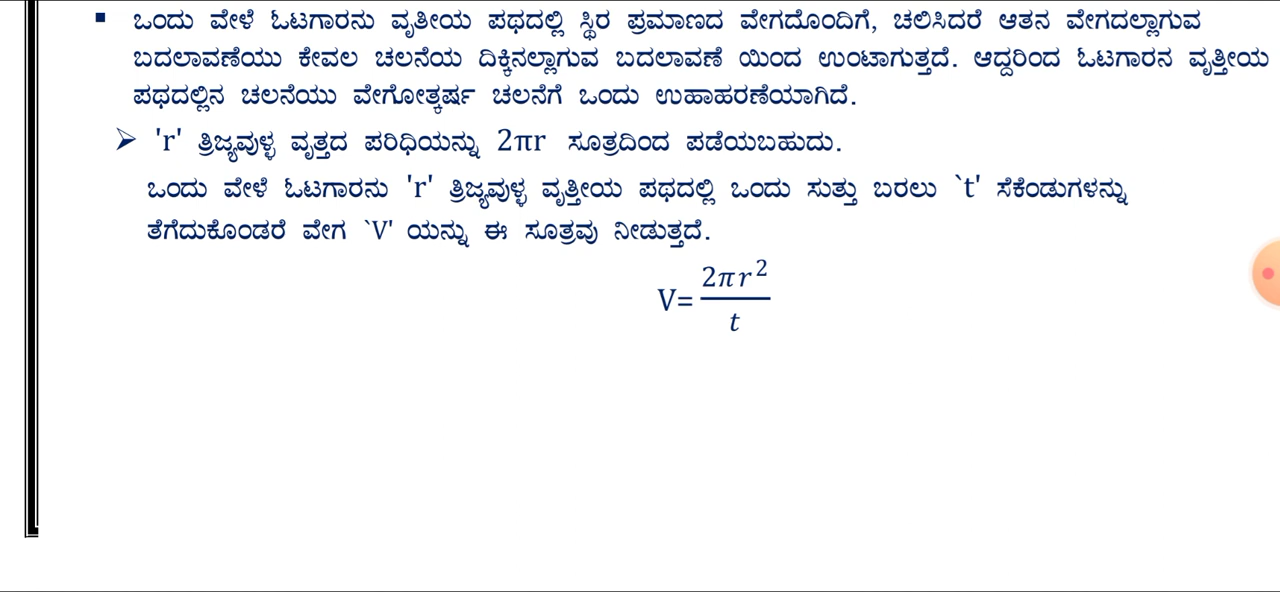 ▪ ಒಂದು ವೇಳೆ ಓಟಗಾರನು ವೃತೀಯ ಪಥದಲ್ಲಿ ಸ್ಥಿರ ಪ್ರಮಾಣದ ವೇಗದೊಂದಿಗೆ, ಚಲಿಸಿದರೆ ಆತನ ವೇಗದಲ್ಲಾಗುವ
ಬದಲಾವಣೆಯು ಕೇವಲ ಚಲನೆಯ ದಿಕ್ಕಿನಲ್ಲಾಗುವ ಬದಲಾವಣೆ ಯಿಂದ ಉಂಟಾಗುತ್ತದೆ. ಆದ್ದರಿಂದ ಓಟಗಾರನ ವೃತ್ತೀಯ
ಪಥದಲ್ಲಿನ ಚಲನೆಯು ವೇಗೋತ್ಕರ್ಷ ಚಲನೆಗೆ ಒಂದು ಉಹಾಹರಣೆಯಾಗಿದೆ.
➢ 'r' ತ್ರಿಜ್ಯವುಳ್ಳ ವೃತ್ತದ ಪರಿಧಿಯನ್ನು 2πr ಸೂತ್ರದಿಂದ ಪಡೆಯಬಹುದು.
ಒಂದು ವೇಳೆ ಓಟಗಾರನು 'r' ತ್ರಿಜ್ಯವುಳ್ಳ ವೃತ್ತೀಯ ಪಥದಲ್ಲಿ ಒಂದು ಸುತ್ತು ಬರಲು `t' ಸೆಕೆಂಡುಗಳನ್ನು
ತೆಗೆದುಕೊಂಡರೆ ವೇಗ `V' ಯನ್ನು ಈ ಸೂತ್ರವು ನೀಡುತ್ತದೆ.
V= 2πr²/t